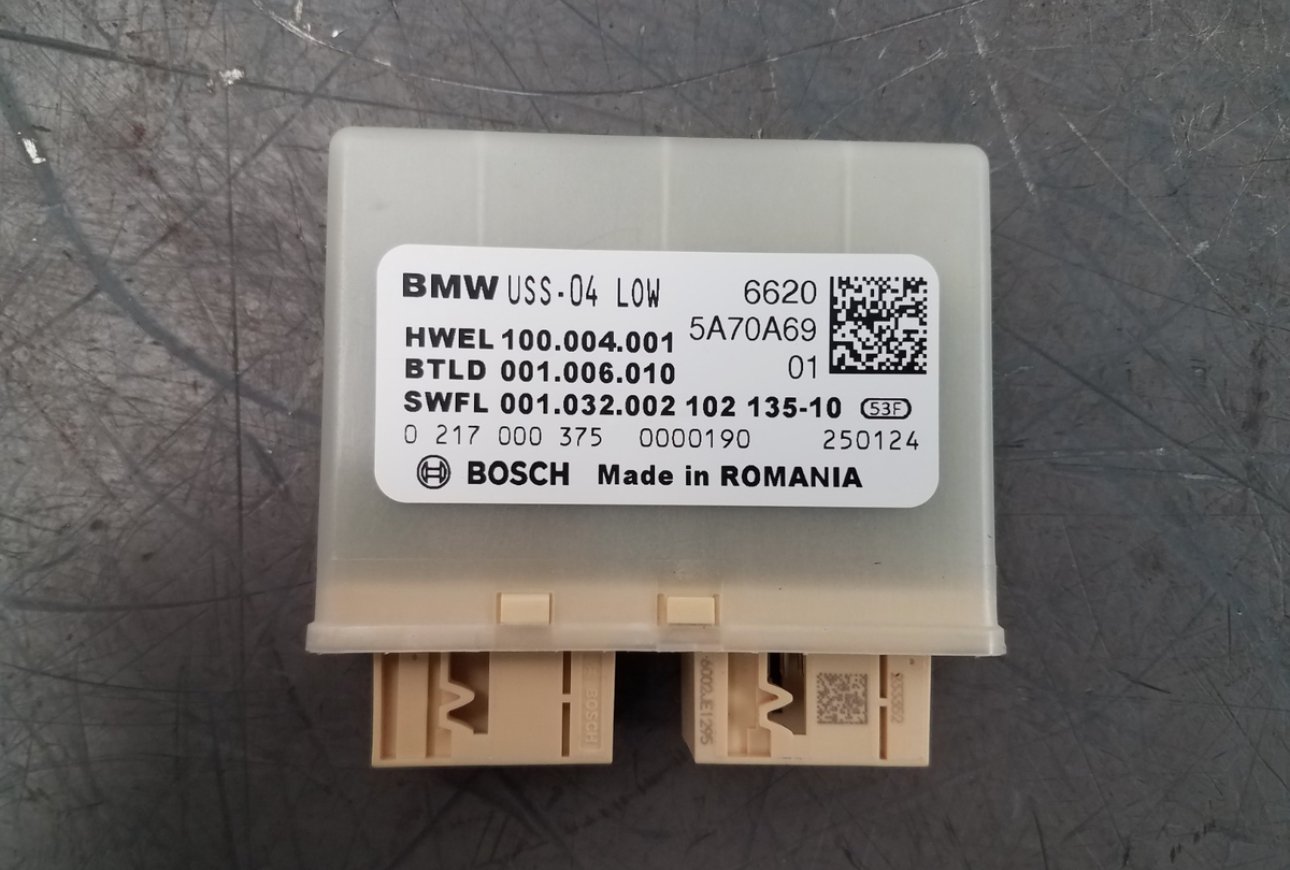 BMW USS-04 LOW 6620
HWEL 100.004.001 5A70A69
BTLD 001.006.010 01
SWFL 001.032.002 102 135-10 53F
0 217 000 375 0000190 250124
BOSCH Made in ROMANIA
BOSCH